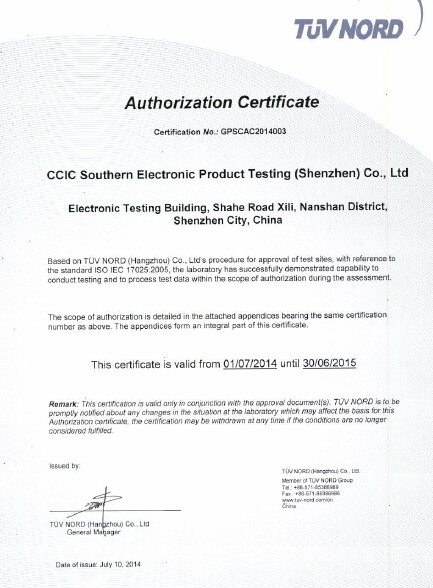 TÜV NORD
Authorization Certificate
Certification No.: GPSCAC2014003
CCIC Southern Electronic Product Testing (Shenzhen) Co., Ltd
Electronic Testing Building, Shahe Road Xili, Nanshan District,
Shenzhen City, China
Based on TÜV NORD (Hangzhou) Co., Ltd's procedure for approval of test sites, with reference to
the standard ISO IEC 17025:2005, the laboratory has successfully demonstrated capability to
conduct testing and to process test data within the scope of authorization during the assessment.
The scope of authorization is detailed in the attached appendices bearing the same certification
number as above. The appendices form an integral part of this certificate.
This certificate is valid from 01/07/2014 until 30/06/2015
Remark: This certification is valid only in conjunction with the approval document(s). TÜV NORD is to be
promptly notified about any changes in the situation at the laboratory which may affect the basis for this
Authorization certificate, the certification may be withdrawn at any time if the conditions are no longer
considered fulfilled.
Issued by:
TÜV NORD (Hangzhou) Co., Ltd
General Manager
TÜV NORD (Hangzhou) Co., Ltd.
Member of TÜV NORD Group
Tel.: +86-571-85386989
Fax : +86-571-85386986
China
Date of issue: July 10, 2014